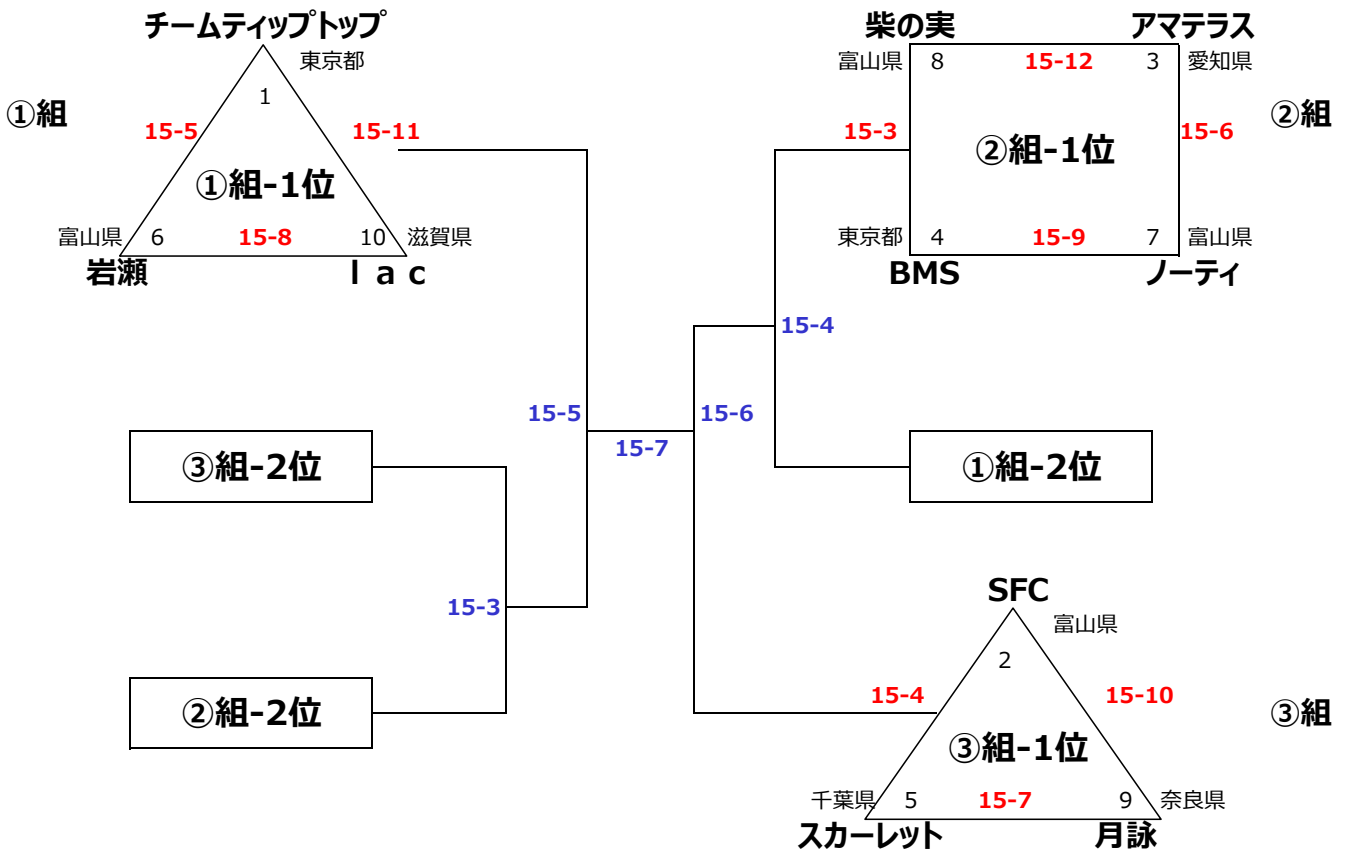 チームティップトップ
東京都
①組
1
15-5
15-11
①組-1位
富山県
6
15-8
10
滋賀県
岩瀬
ｌａｃ
柴の実
アマテラス
富山県
8
15-12
3
愛知県
②組
15-3
15-6
②組-1位
東京都
4
15-9
7
富山県
BMS
ノーティ
15-4
15-5
15-6
15-7
③組-2位
①組-2位
15-3
②組-2位
SFC
富山県
2
15-4
15-10
③組
③組-1位
千葉県
5
15-7
9
奈良県
スカーレット
月詠